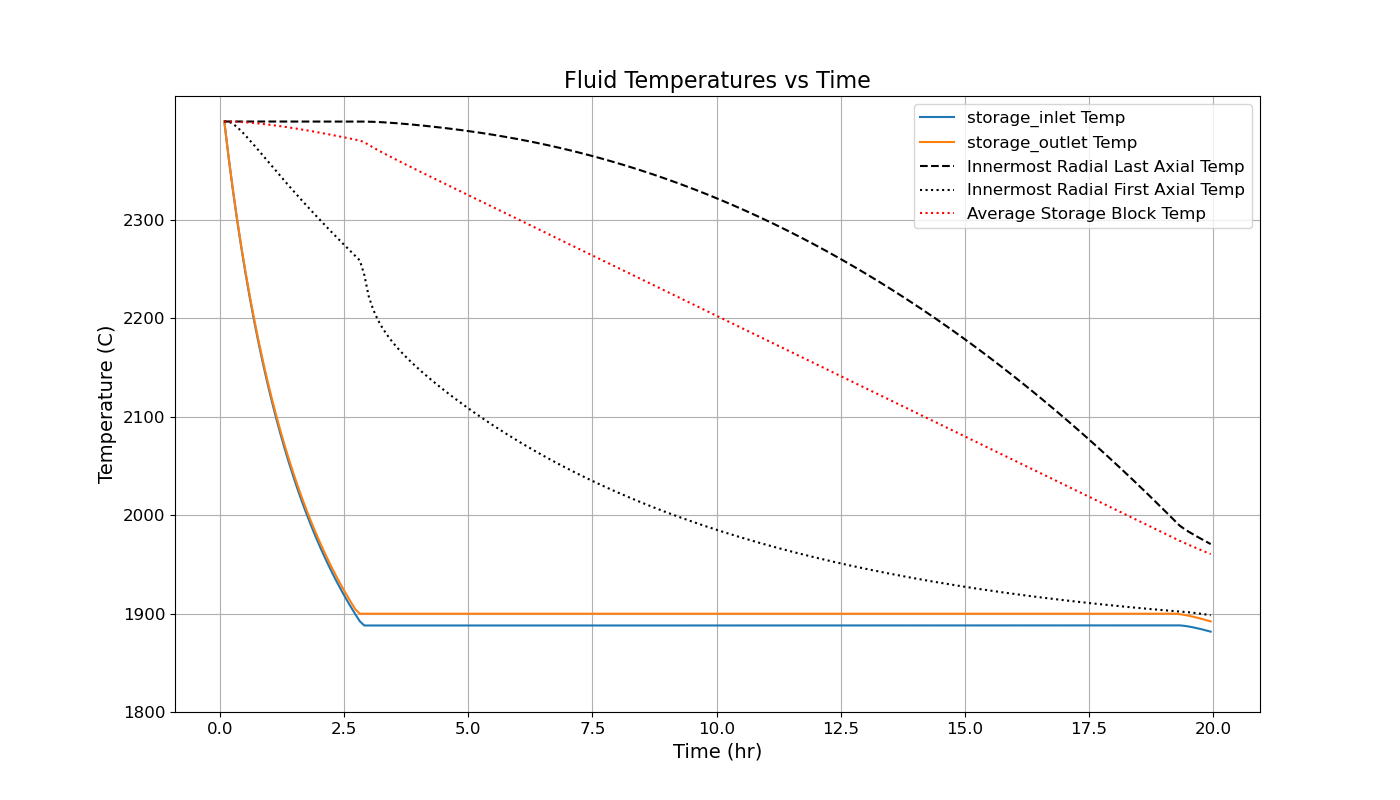 Fluid Temperatures vs Time
storage_inlet Temp
storage_outlet Temp
Innermost Radial Last Axial Temp
Innermost Radial First Axial Temp
Average Storage Block Temp
Temperature (C)
2300
2200
2100
2000
1900
1800
0.0 2.5 5.0 7.5 10.0 12.5 15.0 17.5 20.0
Time (hr)